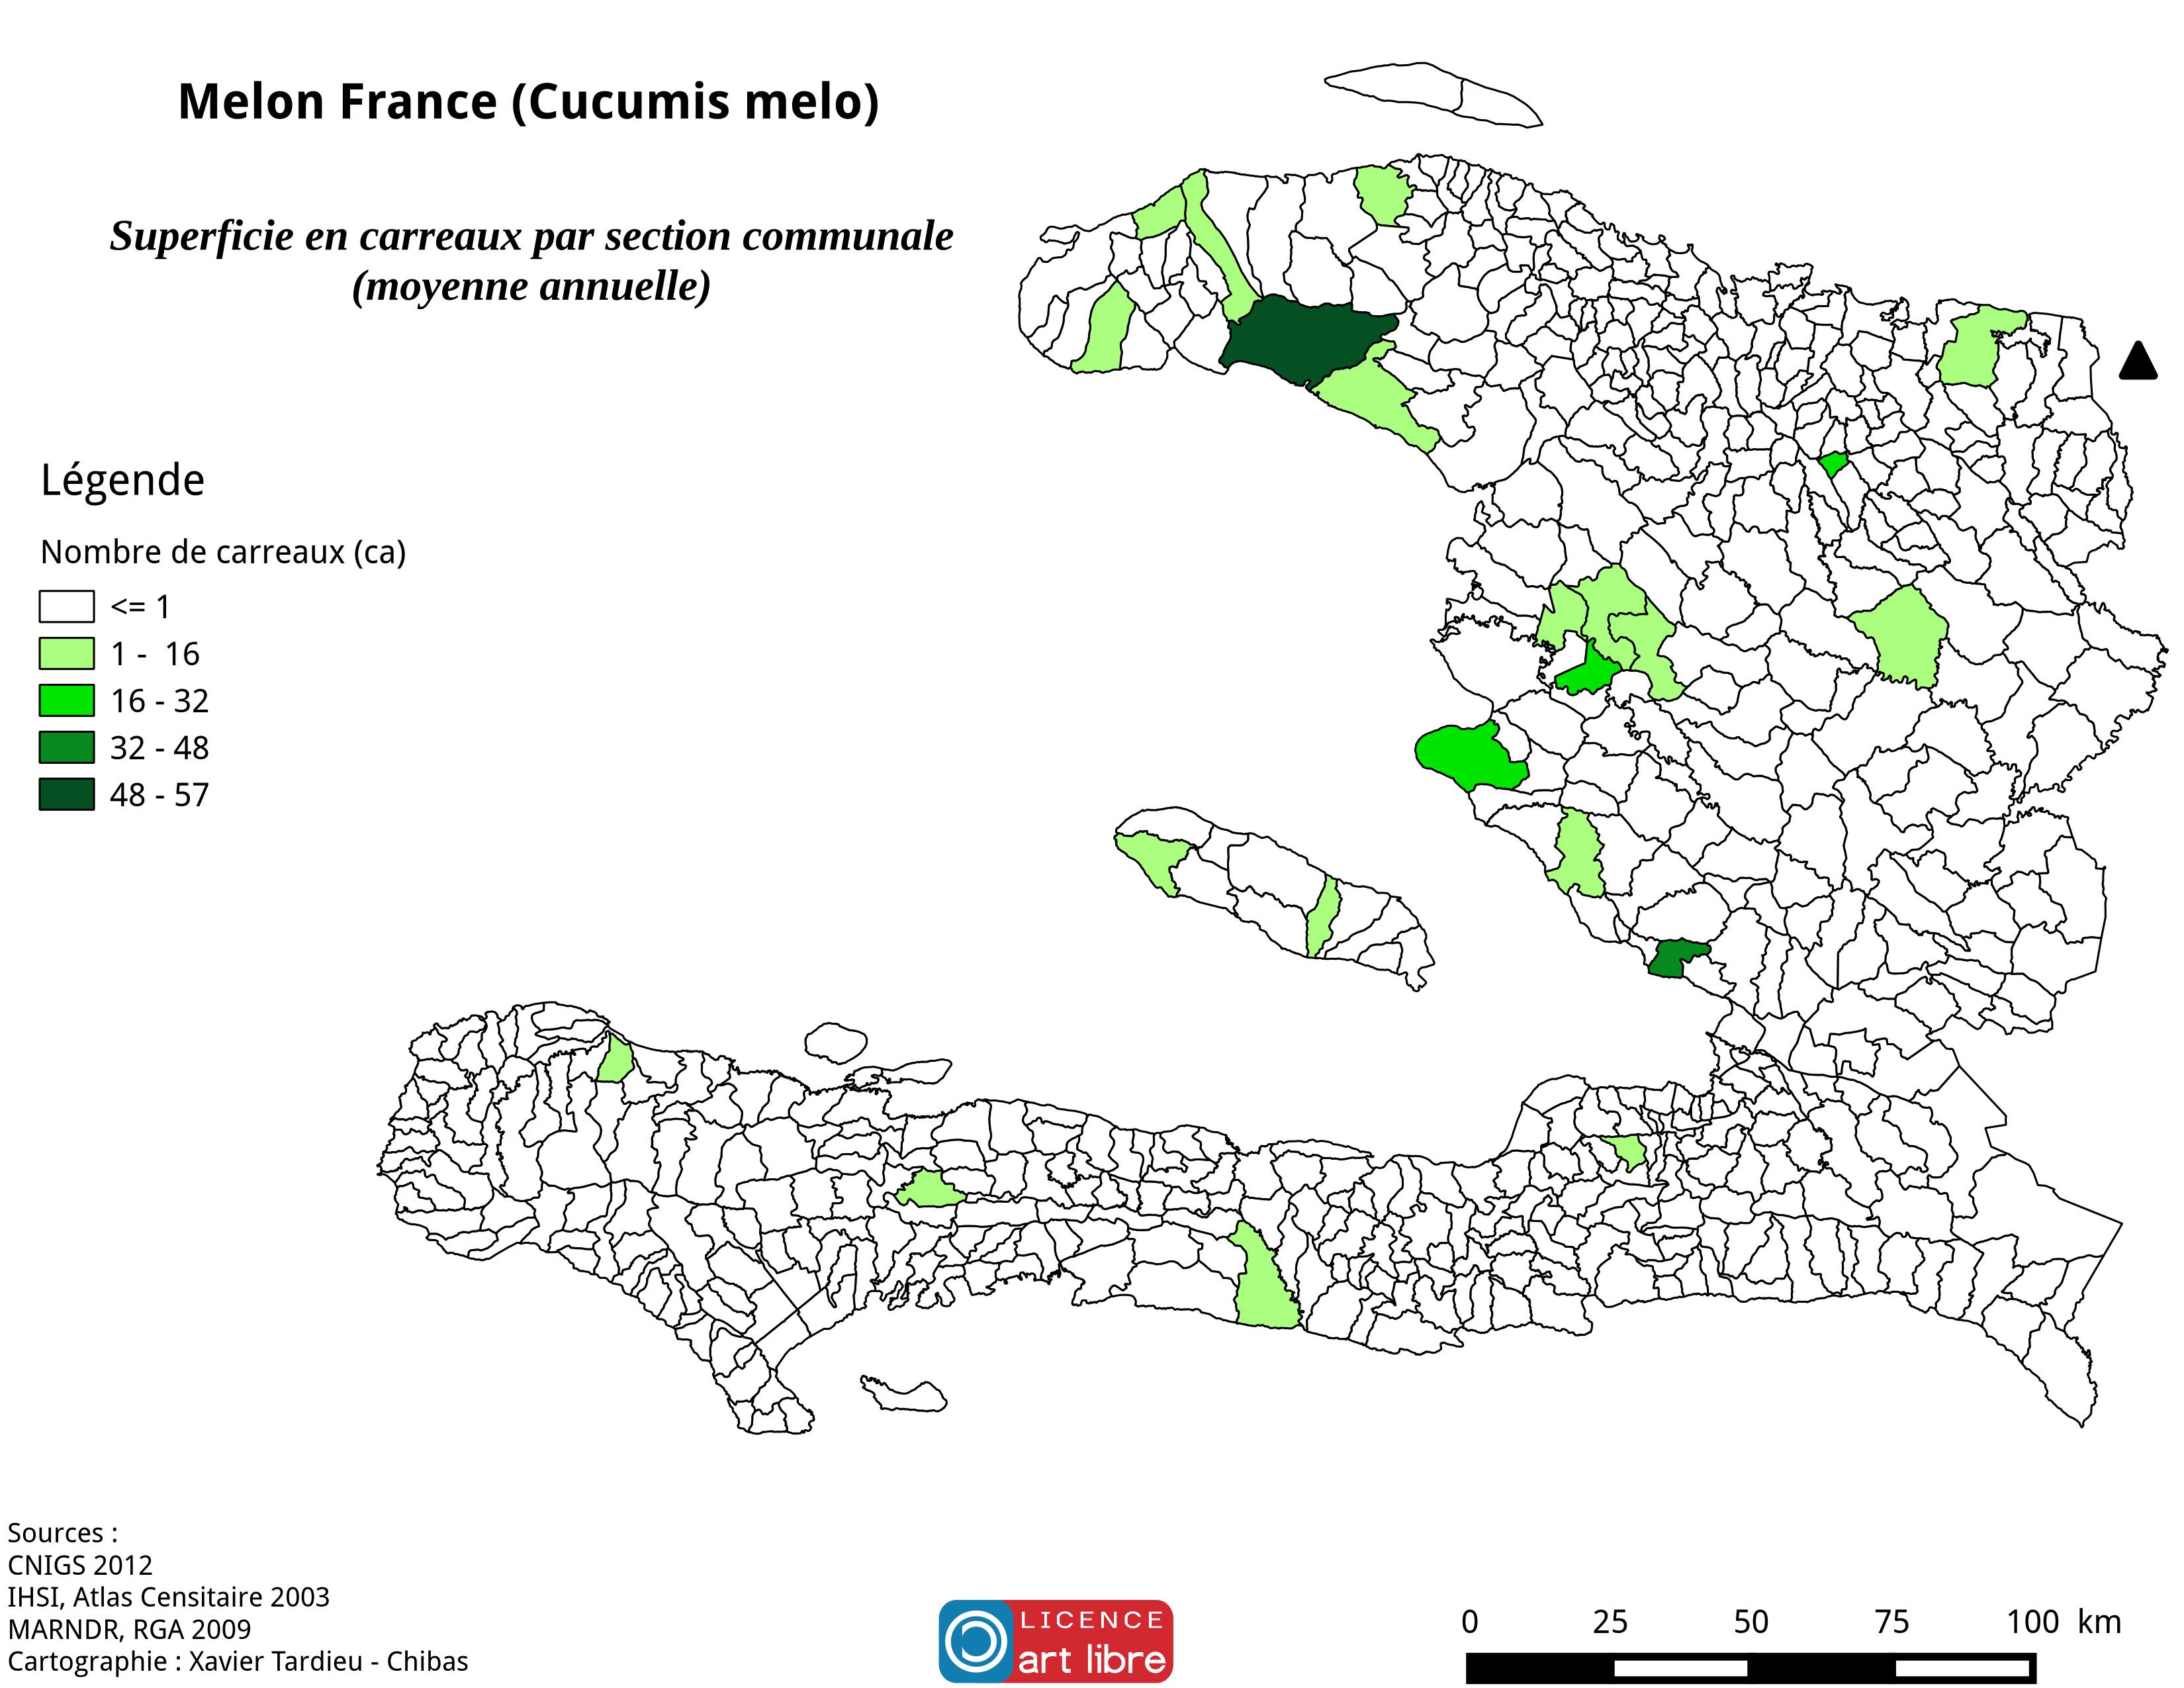 Melon France (Cucumis melo)
Superficie en carreaux par section communale
(moyenne annuelle)
Légende
Nombre de carreaux (ca)
<= 1
1 - 16
16 - 32
32 - 48
48 - 57
Sources :
CNIGS 2012
IHSI, Atlas Censitaire 2003
MARNDR, RGA 2009
Cartographie : Xavier Tardieu - Chibas
LICENCE
art libre
0 25 50 75 100 km